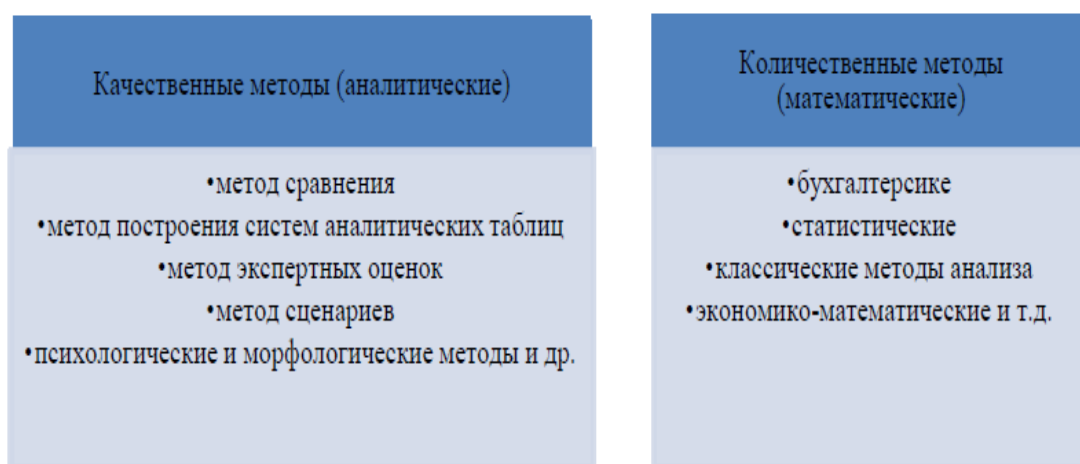 Качественные методы (аналитические)
•метод сравнения
•метод построения систем аналитических таблиц
•метод экспертных оценок
•метод сценариев
•психологические и морфологические методы и др.
Количественные методы
(математические)
•бухгалтерсике
•статистические
•классические методы анализа
•экономико-математические и т.д.